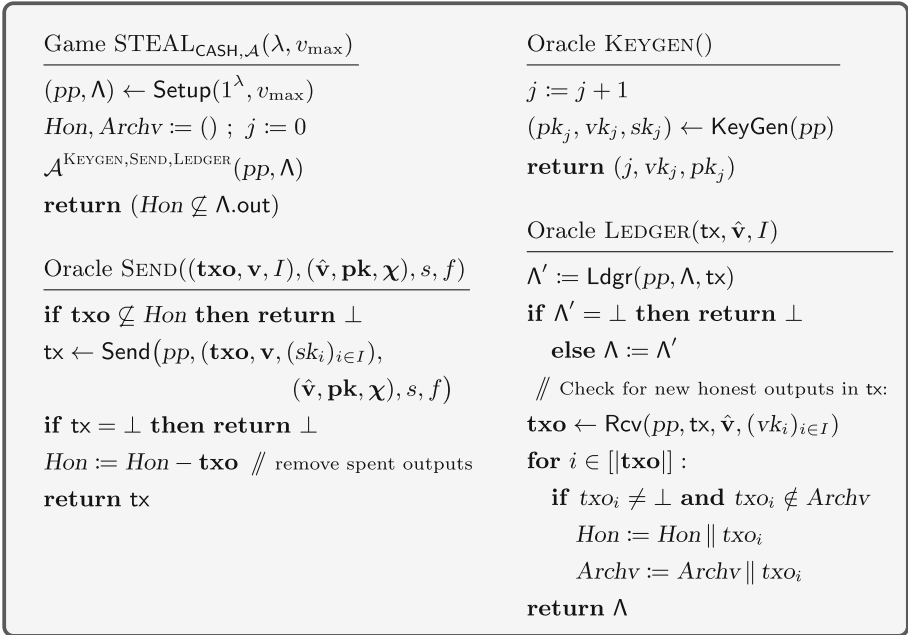 Game STEAL_{CASH,𝒜}(λ, v_max)
(pp, Λ) ← Setup(1^λ, v_max)
Hon, Archv := () ; j := 0
𝒜^{KEYGEN,SEND,LEDGER}(pp, Λ)
return (Hon ⊈ Λ.out)
Oracle SEND((txo, v, I), (v̂, pk, χ), s, f)
if txo ⊈ Hon then return ⊥
tx ← Send(pp, (txo, v, (sk_i)_{i∈I}),
(v̂, pk, χ), s, f)
if tx = ⊥ then return ⊥
Hon := Hon − txo // remove spent outputs
return tx
Oracle KEYGEN()
j := j + 1
(pk_j, vk_j, sk_j) ← KeyGen(pp)
return (j, vk_j, pk_j)
Oracle LEDGER(tx, v̂, I)
Λ′ := Ldgr(pp, Λ, tx)
if Λ′ = ⊥ then return ⊥
else Λ := Λ′
// Check for new honest outputs in tx:
txo ← Rcv(pp, tx, v̂, (vk_i)_{i∈I})
for i ∈ [|txo|] :
if txo_i ≠ ⊥ and txo_i ∉ Archv
Hon := Hon ∥ txo_i
Archv := Archv ∥ txo_i
return Λ